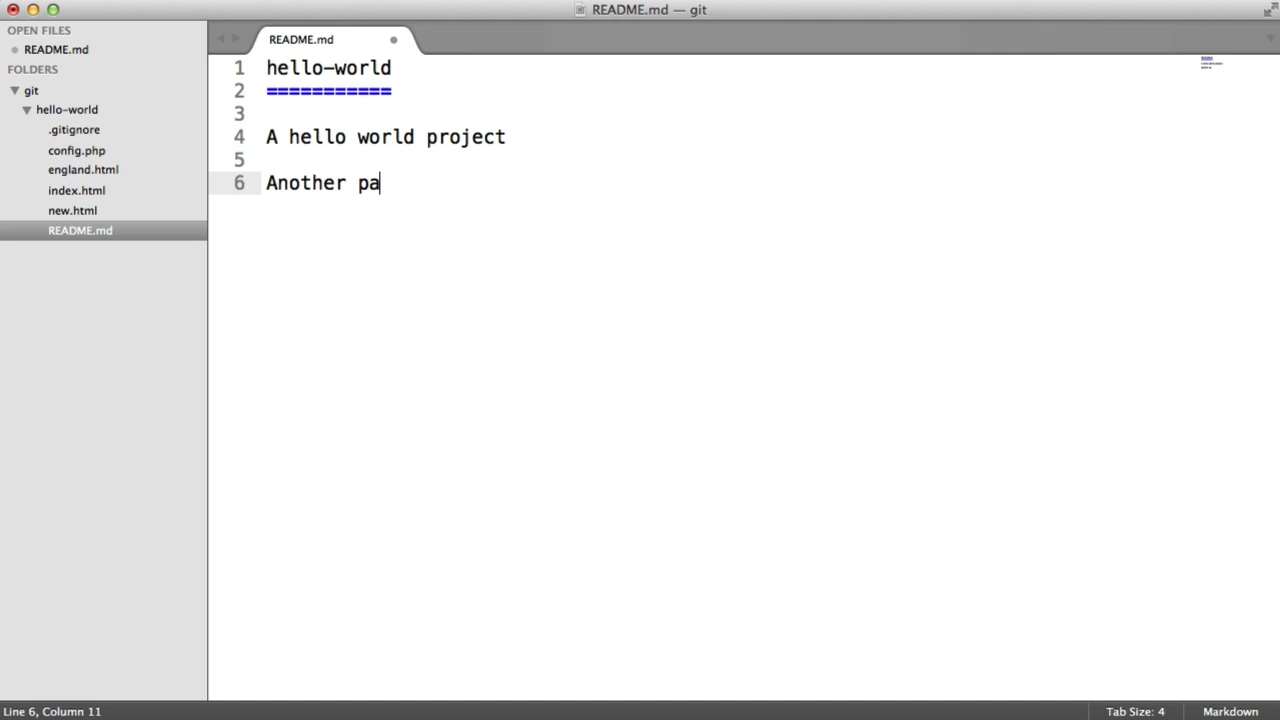 README.md — git
OPEN FILES
README.md
FOLDERS
git
hello-world
.gitignore
config.php
england.html
index.html
new.html
README.md
README.md
1 hello-world
2 ===========
3
4 A hello world project
5
6 Another pa
Line 6, Column 11
Tab Size: 4
Markdown